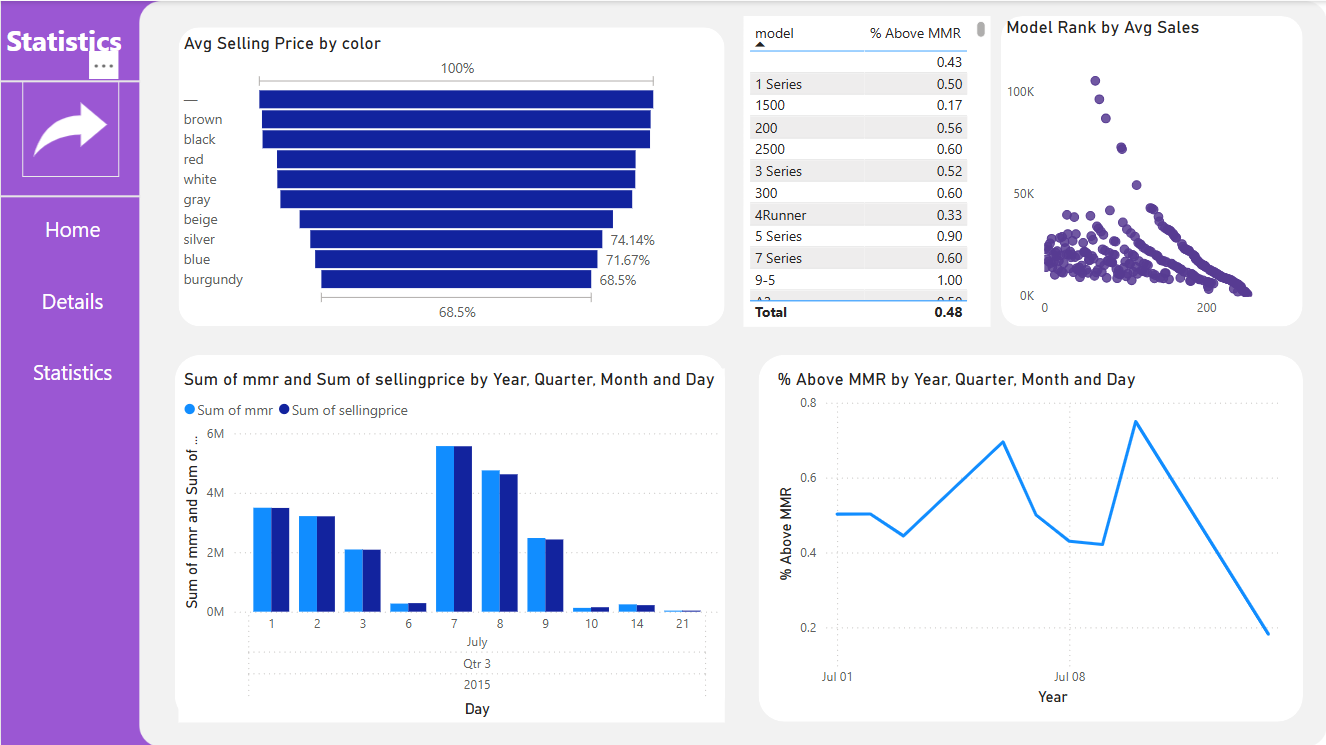 Statistics
...
Home
Details
Statistics
Avg Selling Price by color
100%
—
brown
black
red
white
gray
beige
silver
74.14%
blue
71.67%
burgundy
68.5%
68.5%
model % Above MMR
0.43
1 Series 0.50
1500 0.17
200 0.56
2500 0.60
3 Series 0.52
300 0.60
4Runner 0.33
5 Series 0.90
7 Series 0.60
9-5 1.00
Total 0.48
Model Rank by Avg Sales
100K
50K
0K
0 200
Sum of mmr and Sum of sellingprice by Year, Quarter, Month and Day
Sum of mmr Sum of sellingprice
Sum of mmr and Sum of ...
6M
4M
2M
0M
1 2 3 6 7 8 9 10 14 21
July
Qtr 3
2015
Day
% Above MMR by Year, Quarter, Month and Day
% Above MMR
0.8
0.6
0.4
0.2
Jul 01 Jul 08
Year